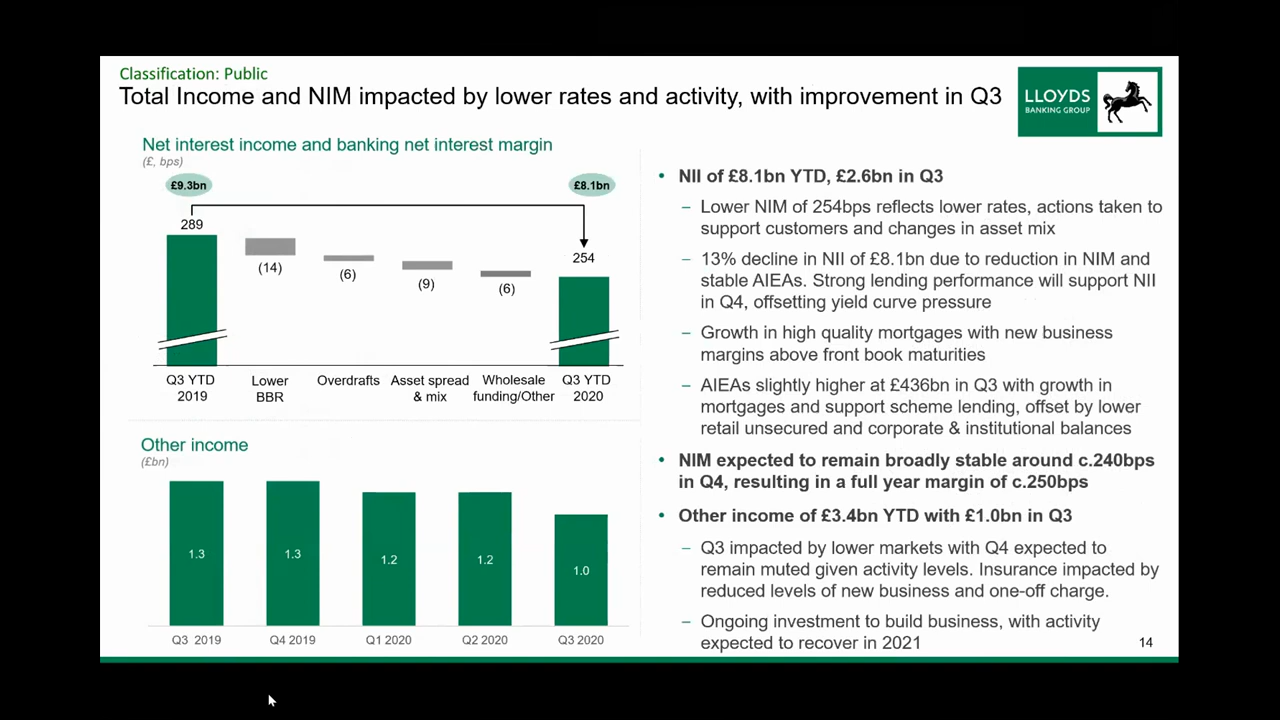 Classification: Public
Total Income and NIM impacted by lower rates and activity, with improvement in Q3
LLOYDS
BANKING GROUP
Net interest income and banking net interest margin
(£, bps)
£9.3bn
£8.1bn
289
254
(14)
(6)
(9)
(6)
Q3 YTD
2019
Lower
BBR
Overdrafts
Asset spread
& mix
Wholesale
funding/Other
Q3 YTD
2020
Other income
(£bn)
1.3
1.3
1.2
1.2
1.0
Q3 2019
Q4 2019
Q1 2020
Q2 2020
Q3 2020
• NII of £8.1bn YTD, £2.6bn in Q3
– Lower NIM of 254bps reflects lower rates, actions taken to
support customers and changes in asset mix
– 13% decline in NII of £8.1bn due to reduction in NIM and
stable AIEAs. Strong lending performance will support NII
in Q4, offsetting yield curve pressure
– Growth in high quality mortgages with new business
margins above front book maturities
– AIEAs slightly higher at £436bn in Q3 with growth in
mortgages and support scheme lending, offset by lower
retail unsecured and corporate & institutional balances
• NIM expected to remain broadly stable around c.240bps
in Q4, resulting in a full year margin of c.250bps
• Other income of £3.4bn YTD with £1.0bn in Q3
– Q3 impacted by lower markets with Q4 expected to
remain muted given activity levels. Insurance impacted by
reduced levels of new business and one-off charge.
– Ongoing investment to build business, with activity
expected to recover in 2021
14